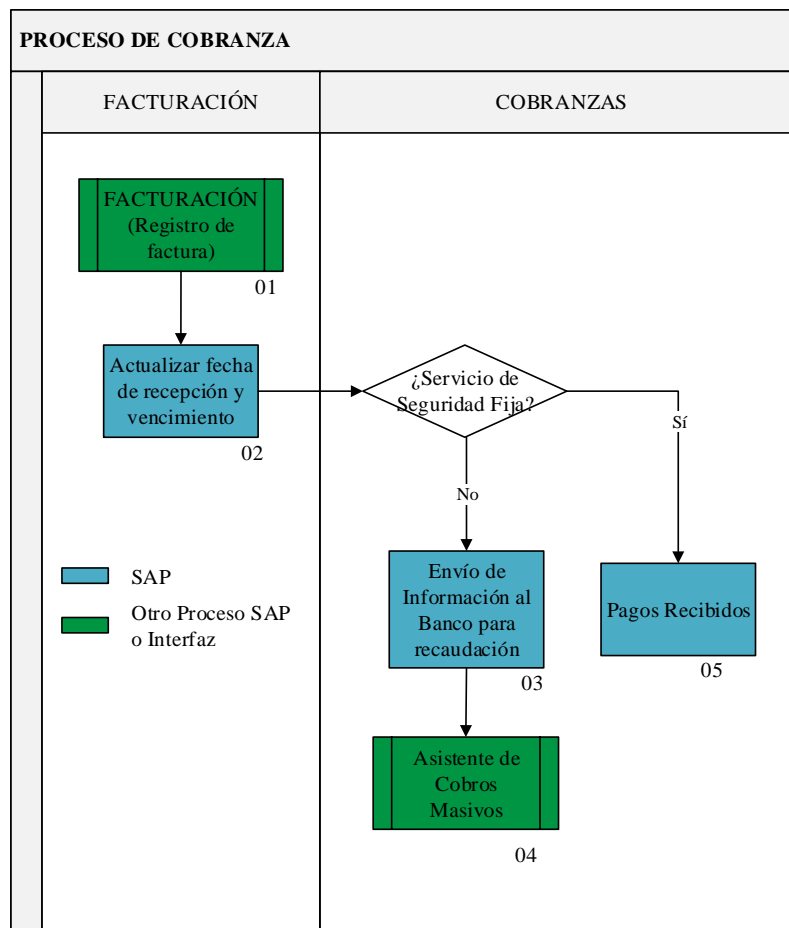 PROCESO DE COBRANZA
FACTURACIÓN
COBRANZAS
FACTURACIÓN
(Registro de
factura)
01
Actualizar fecha
de recepción y
vencimiento
02
¿Servicio de
Seguridad Fija?
Sí
No
Envío de
Información al
Banco para
recaudación
03
Pagos Recibidos
05
SAP
Otro Proceso SAP
o Interfaz
Asistente de
Cobros
Masivos
04